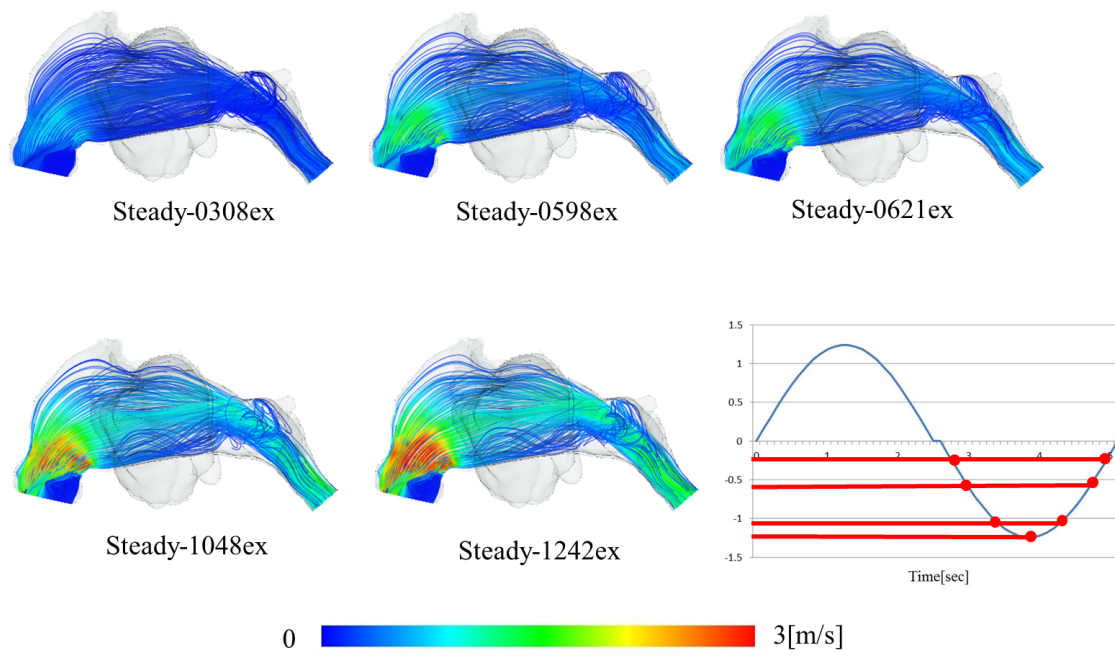 Steady-0308ex
Steady-0598ex
Steady-0621ex
Steady-1048ex
Steady-1242ex
1.5
1
0.5
0
-0.5
-1
-1.5
0 1 2 3 4 5
Time[sec]
0 3[m/s]